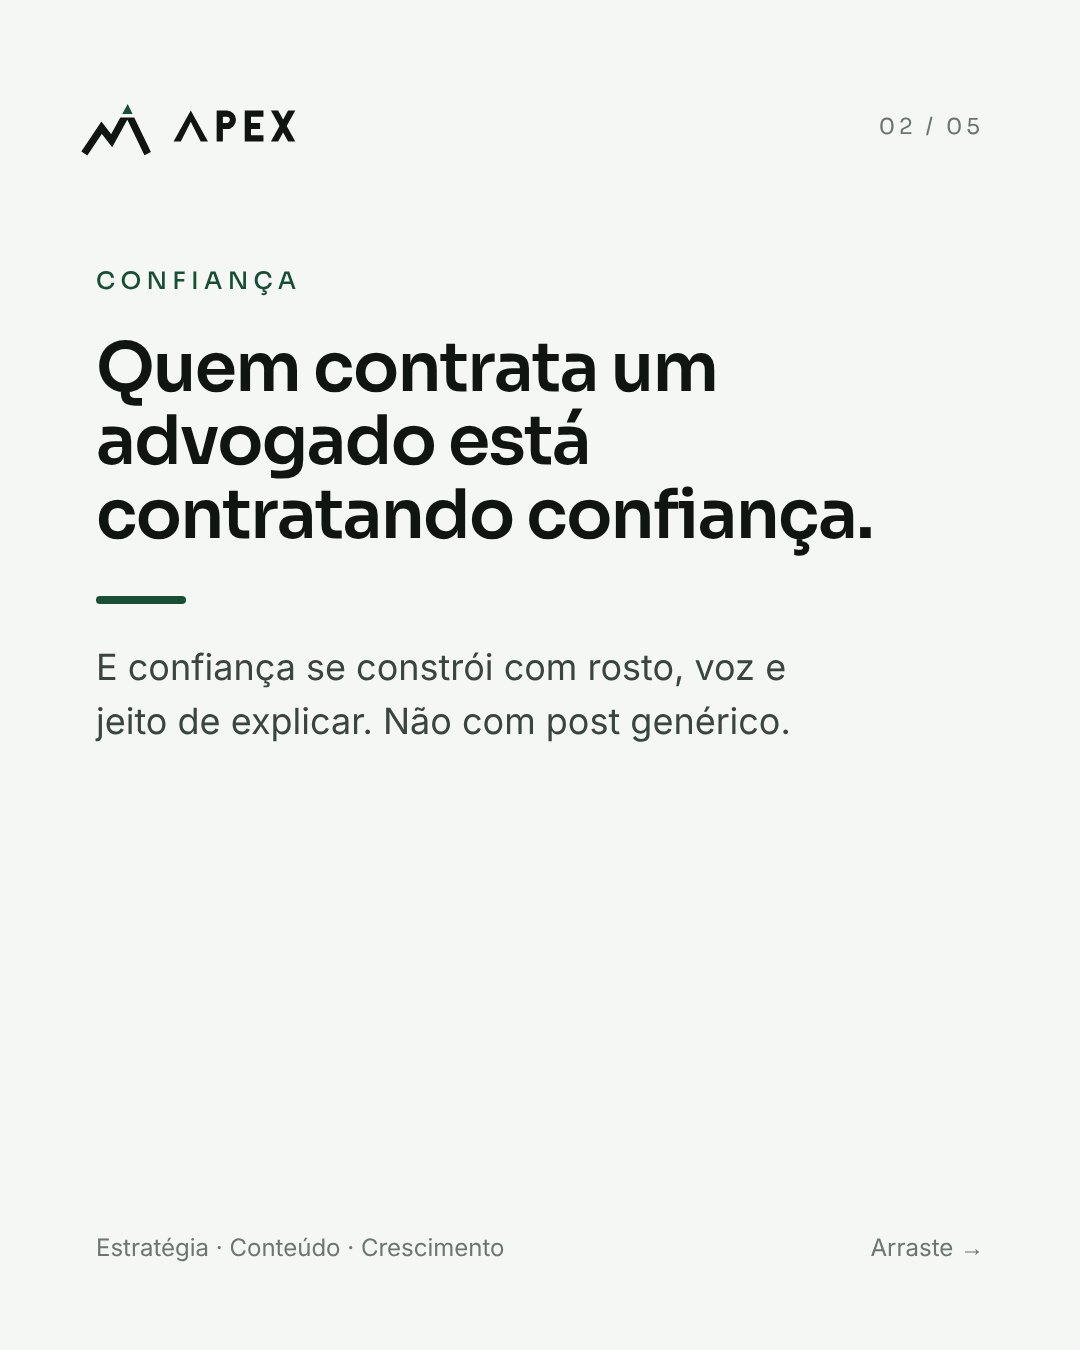 APEX
02 / 05
CONFIANÇA
Quem contrata um
advogado está
contratando confiança.
E confiança se constrói com rosto, voz e
jeito de explicar. Não com post genérico.
Estratégia · Conteúdo · Crescimento
Arraste →